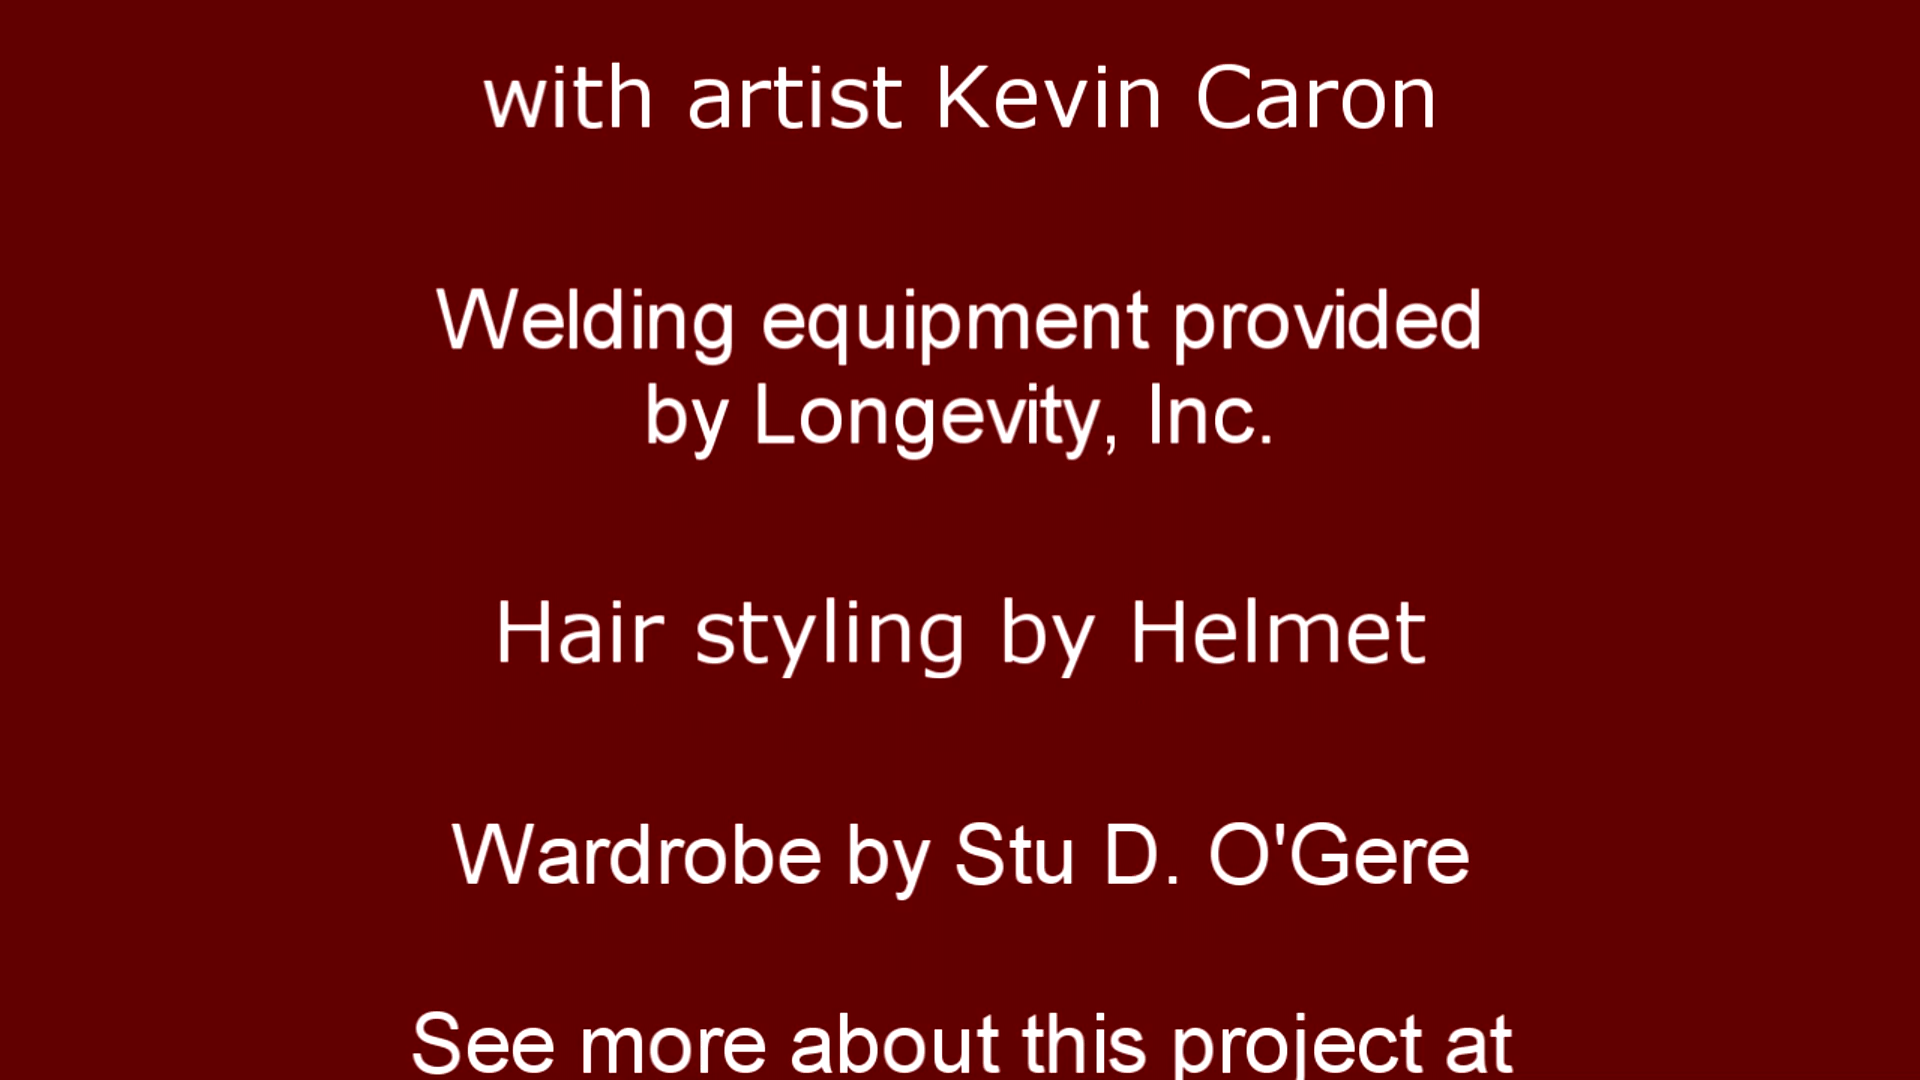 with artist Kevin Caron
Welding equipment provided
by Longevity, Inc.
Hair styling by Helmet
Wardrobe by Stu D. O'Gere
See more about this project at